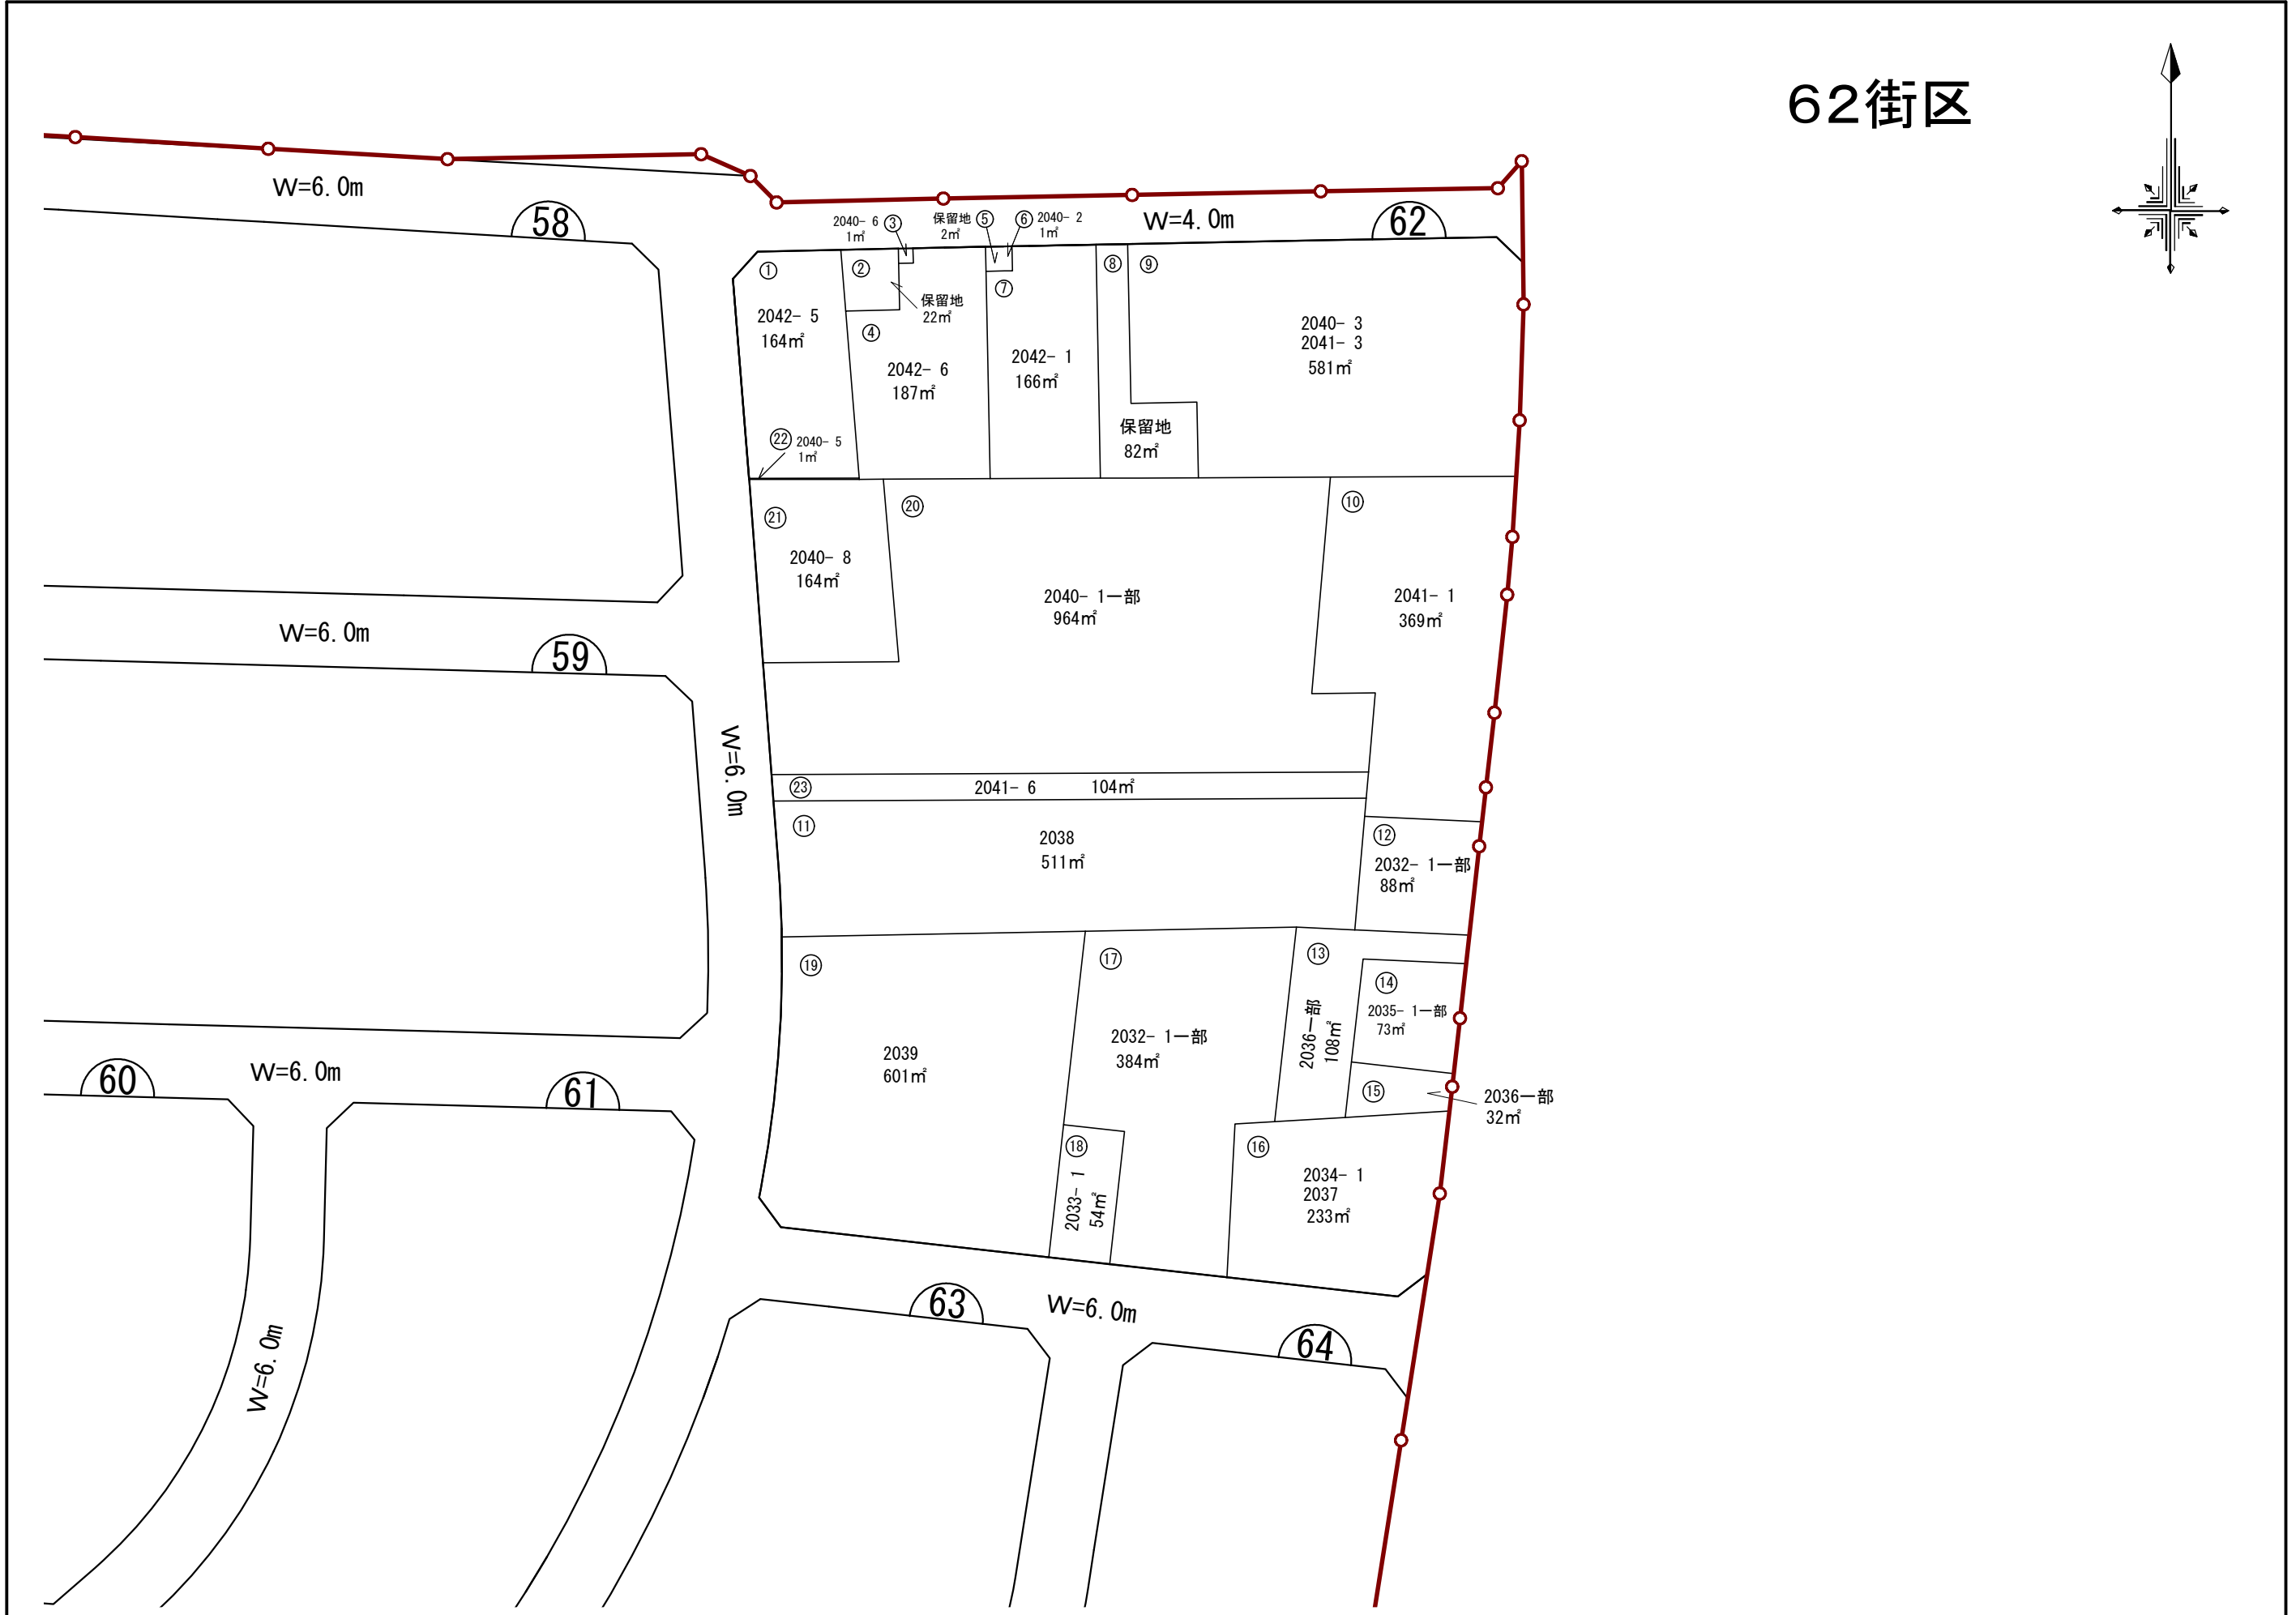 62街区
W=6.0m
58
2040- 6 ③
1㎡
保留地 ⑤
2㎡
⑥ 2040- 2
1㎡
W=4.0m
62
①
2042- 5
164㎡
②
保留地
22㎡
④
2042- 6
187㎡
⑦
2042- 1
166㎡
⑧
保留地
82㎡
⑨
2040- 3
2041- 3
581㎡
㉒ 2040- 5
1㎡
㉑
2040- 8
164㎡
⑳
2040- 1一部
964㎡
⑩
2041- 1
369㎡
W=6.0m
59
W=6.0m
㉓ 2041- 6 104㎡
⑪
2038
511㎡
⑫
2032- 1一部
88㎡
⑲
2039
601㎡
⑰
2032- 1一部
384㎡
⑬
2036一部
108㎡
⑭
2035- 1一部
73㎡
⑮
2036一部
32㎡
⑱
2033- 1
54㎡
⑯
2034- 1
2037
233㎡
60
W=6.0m
61
W=6.0m
63
W=6.0m
64